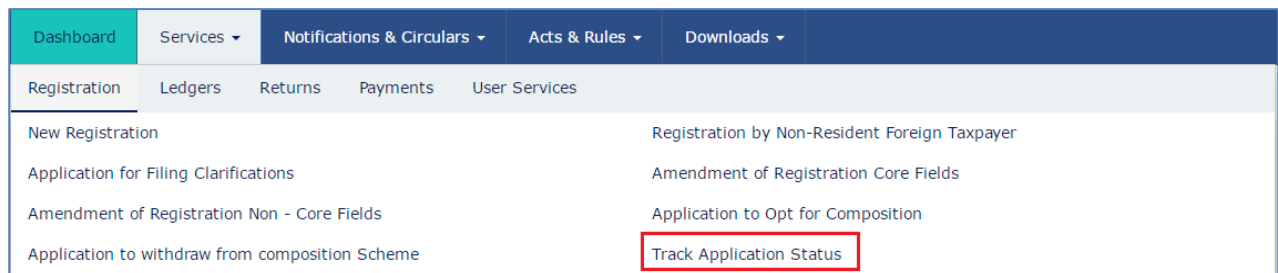 Dashboard Services Notifications & Circulars Acts & Rules Downloads
Registration Ledgers Returns Payments User Services
New Registration Registration by Non-Resident Foreign Taxpayer
Application for Filing Clarifications Amendment of Registration Core Fields
Amendment of Registration Non - Core Fields Application to Opt for Composition
Application to withdraw from composition Scheme Track Application Status